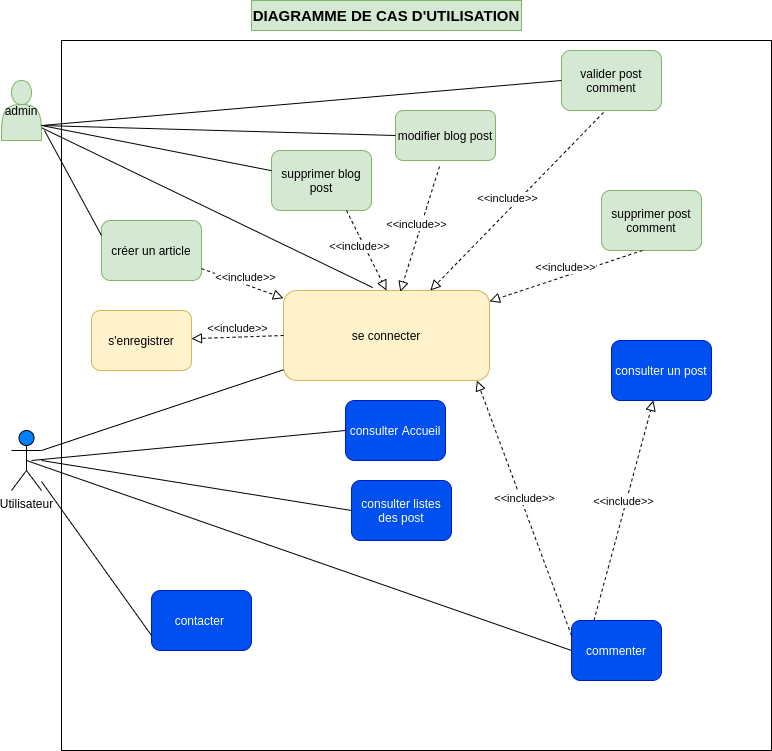 DIAGRAMME DE CAS D'UTILISATION
valider post
comment
admin
modifier blog post
supprimer blog
post
<<include>>
supprimer post
comment
<<include>>
<<include>>
créer un article
<<include>>
<<include>>
s'enregistrer
<<include>>
se connecter
consulter un post
consulter Accueil
Utilisateur
consulter listes
des post
<<include>>
<<include>>
contacter
commenter